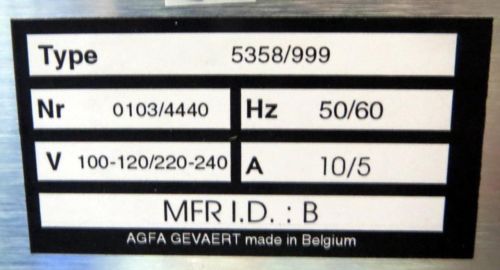 Type 5358/999
Nr 0103/4440 Hz 50/60
V 100-120/220-240 A 10/5
MFR I.D. : B
AGFA GEVAERT made in Belgium